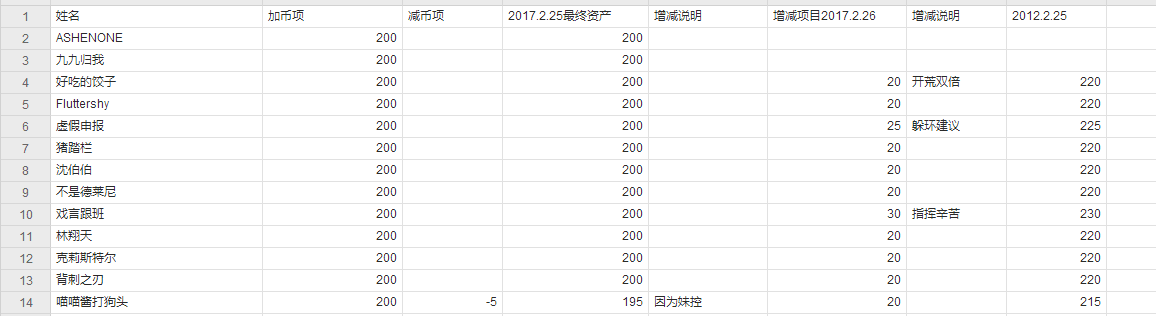 1 姓名 加币项 减币项 2017.2.25最终资产 增减说明 增减项目2017.2.26 增减说明 2012.2.25
2 ASHENONE 200 200
3 九九归我 200 200
4 好吃的饺子 200 200 20 开荒双倍 220
5 Fluttershy 200 200 20 220
6 虚假申报 200 200 25 躲环建议 225
7 猪踏栏 200 200 20 220
8 沈伯伯 200 200 20 220
9 不是德莱尼 200 200 20 220
10 戏言跟班 200 200 30 指挥辛苦 230
11 林翔天 200 200 20 220
12 克莉斯特尔 200 200 20 220
13 背刺之刃 200 200 20 220
14 喵喵酱打狗头 200 -5 195 因为妹控 20 215